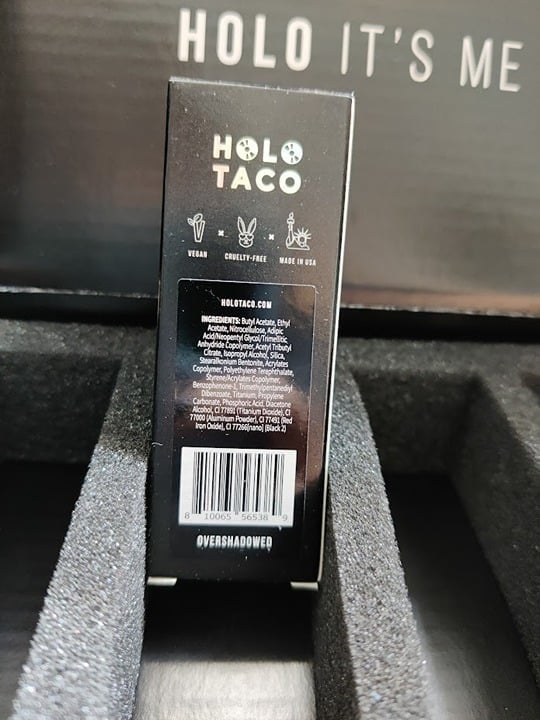 HOLO IT'S ME
HOLO
TACO
VEGAN × CRUELTY-FREE × MADE IN USA
HOLOTACO.COM
INGREDIENTS: Butyl Acetate, Ethyl
Acetate, Nitrocellulose, Adipic
Acid/Neopentyl Glycol/Trimellitic
Anhydride Copolymer, Acetyl Tributyl
Citrate, Isopropyl Alcohol, Silica,
Stearalkonium Bentonite, Acrylates
Copolymer, Polyethylene Terephthalate,
Styrene/Acrylates Copolymer,
Benzophenone-1, Trimethylpentanediyl
Dibenzoate, Titanium, Propylene
Carbonate, Phosphoric Acid, Diacetone
Alcohol, CI 77891 (Titanium Dioxide), CI
77000 (Aluminum Powder), CI 77491 (Red
Iron Oxide), CI 77266[nano] (Black 2)
8 10065 56538 9
OVERSHADOWED